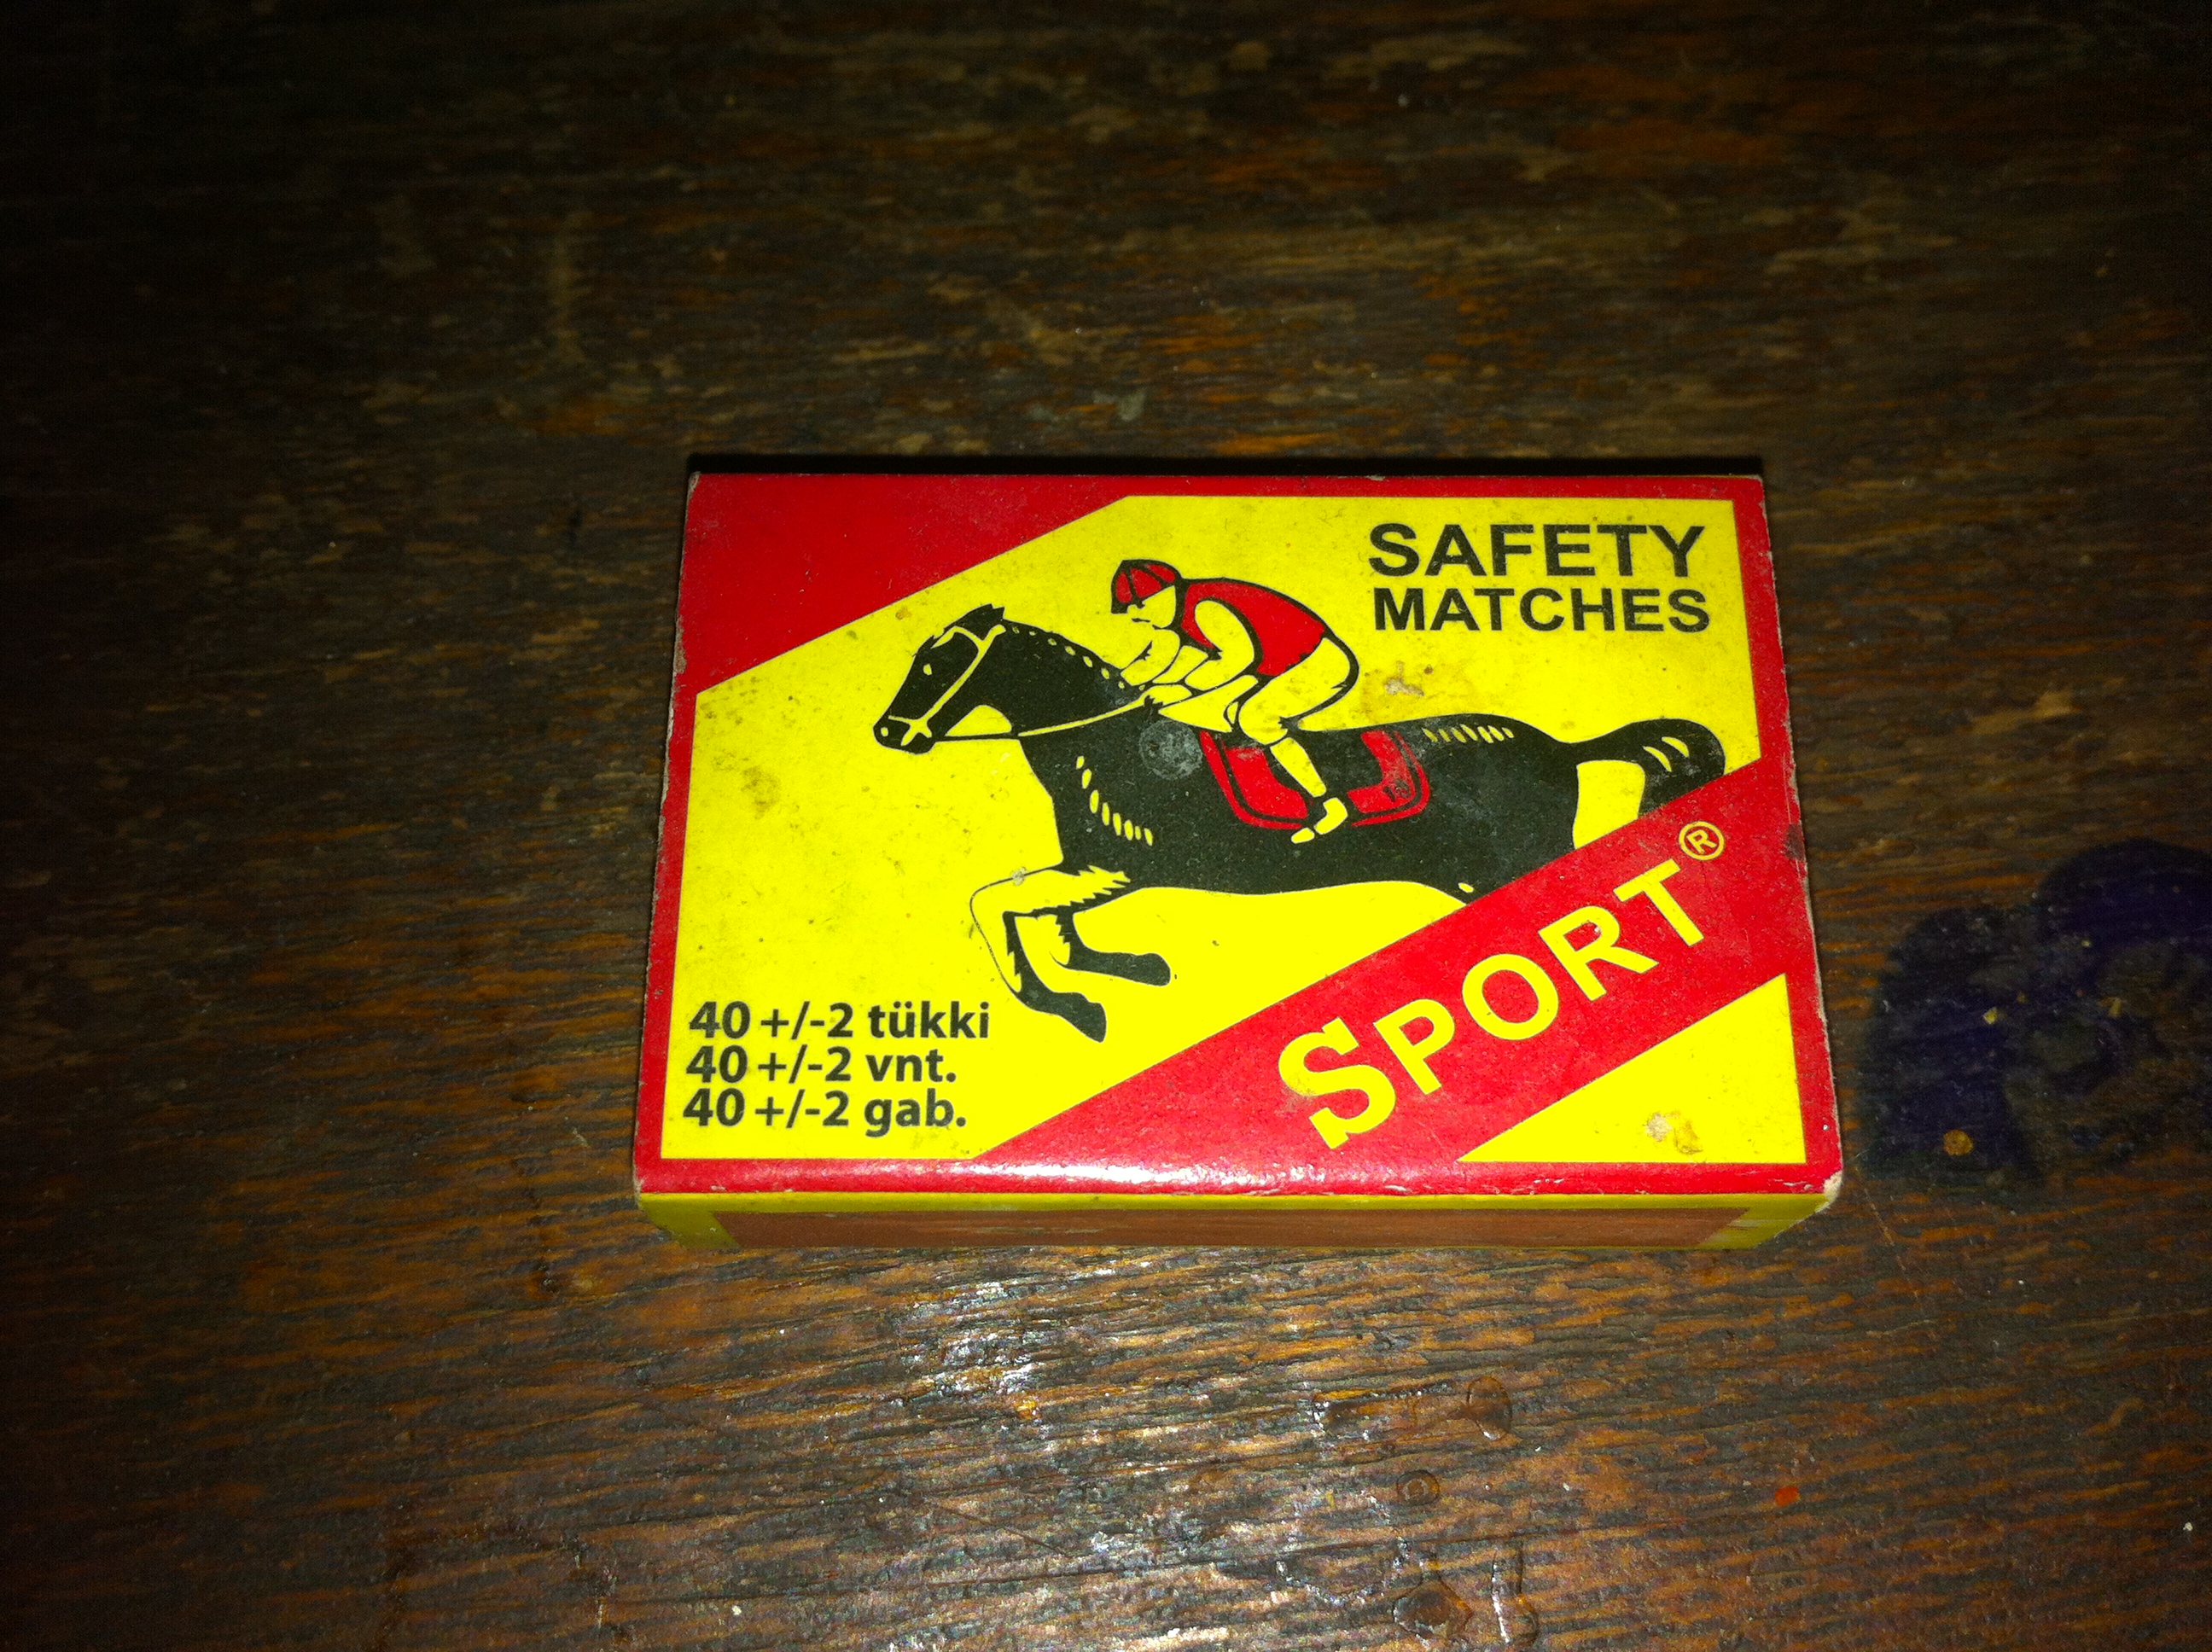 SAFETY
MATCHES
SPORT®
40 +/-2 tükki
40 +/-2 vnt.
40 +/-2 gab.